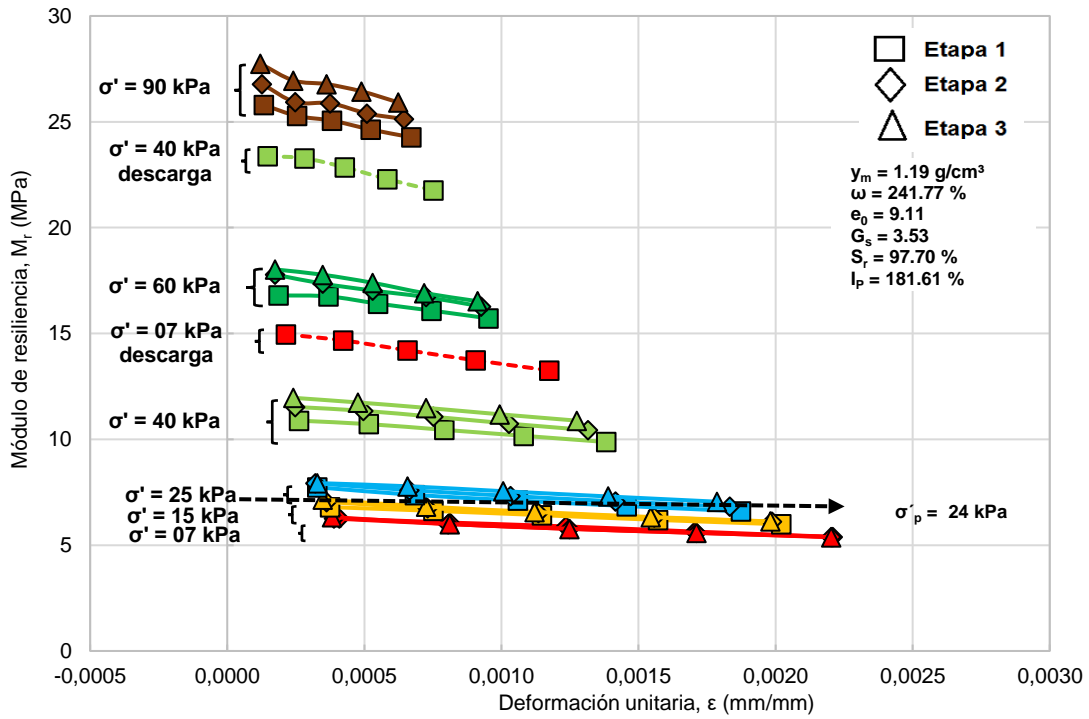 Módulo de resiliencia, Mr (MPa)
30
25
20
15
10
5
0
σ' = 90 kPa
σ' = 40 kPa
descarga
σ' = 60 kPa
σ' = 07 kPa
descarga
σ' = 40 kPa
σ' = 25 kPa
σ' = 15 kPa
σ' = 07 kPa
Etapa 1
Etapa 2
Etapa 3
ym = 1.19 g/cm³
ω = 241.77 %
e0 = 9.11
Gs = 3.53
Sr = 97.70 %
IP = 181.61 %
σ´p = 24 kPa
-0,0005 0,0000 0,0005 0,0010 0,0015 0,0020 0,0025 0,0030
Deformación unitaria, ε (mm/mm)